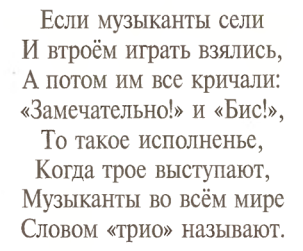 Если музыканты сели
И втроём играть взялись,
А потом им все кричали:
«Замечательно!» и «Бис!»,
То такое исполненье,
Когда трое выступают,
Музыканты во всём мире
Словом «трио» называют.